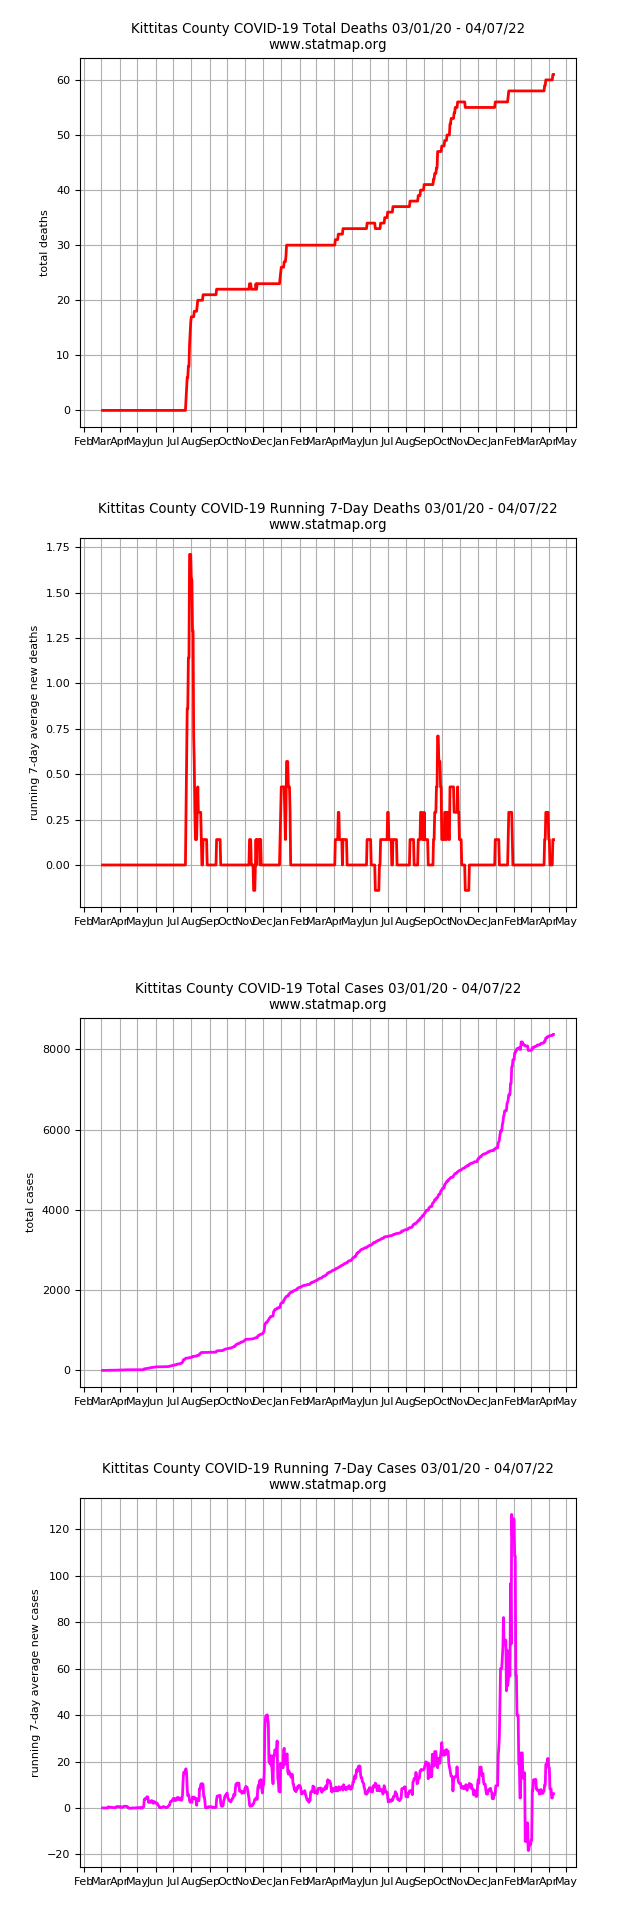 Kittitas County COVID-19 Total Deaths 03/01/20 - 04/07/22
www.statmap.org
60
50
40
30
20
10
0
total deaths
Feb Mar Apr May Jun Jul Aug Sep Oct Nov Dec Jan Feb Mar Apr May Jun Jul Aug Sep Oct Nov Dec Jan Feb Mar Apr May
Kittitas County COVID-19 Running 7-Day Deaths 03/01/20 - 04/07/22
www.statmap.org
1.75
1.50
1.25
1.00
0.75
0.50
0.25
0.00
running 7-day average new deaths
Feb Mar Apr May Jun Jul Aug Sep Oct Nov Dec Jan Feb Mar Apr May Jun Jul Aug Sep Oct Nov Dec Jan Feb Mar Apr May
Kittitas County COVID-19 Total Cases 03/01/20 - 04/07/22
www.statmap.org
8000
6000
4000
2000
0
total cases
Feb Mar Apr May Jun Jul Aug Sep Oct Nov Dec Jan Feb Mar Apr May Jun Jul Aug Sep Oct Nov Dec Jan Feb Mar Apr May
Kittitas County COVID-19 Running 7-Day Cases 03/01/20 - 04/07/22
www.statmap.org
120
100
80
60
40
20
0
−20
running 7-day average new cases
Feb Mar Apr May Jun Jul Aug Sep Oct Nov Dec Jan Feb Mar Apr May Jun Jul Aug Sep Oct Nov Dec Jan Feb Mar Apr May